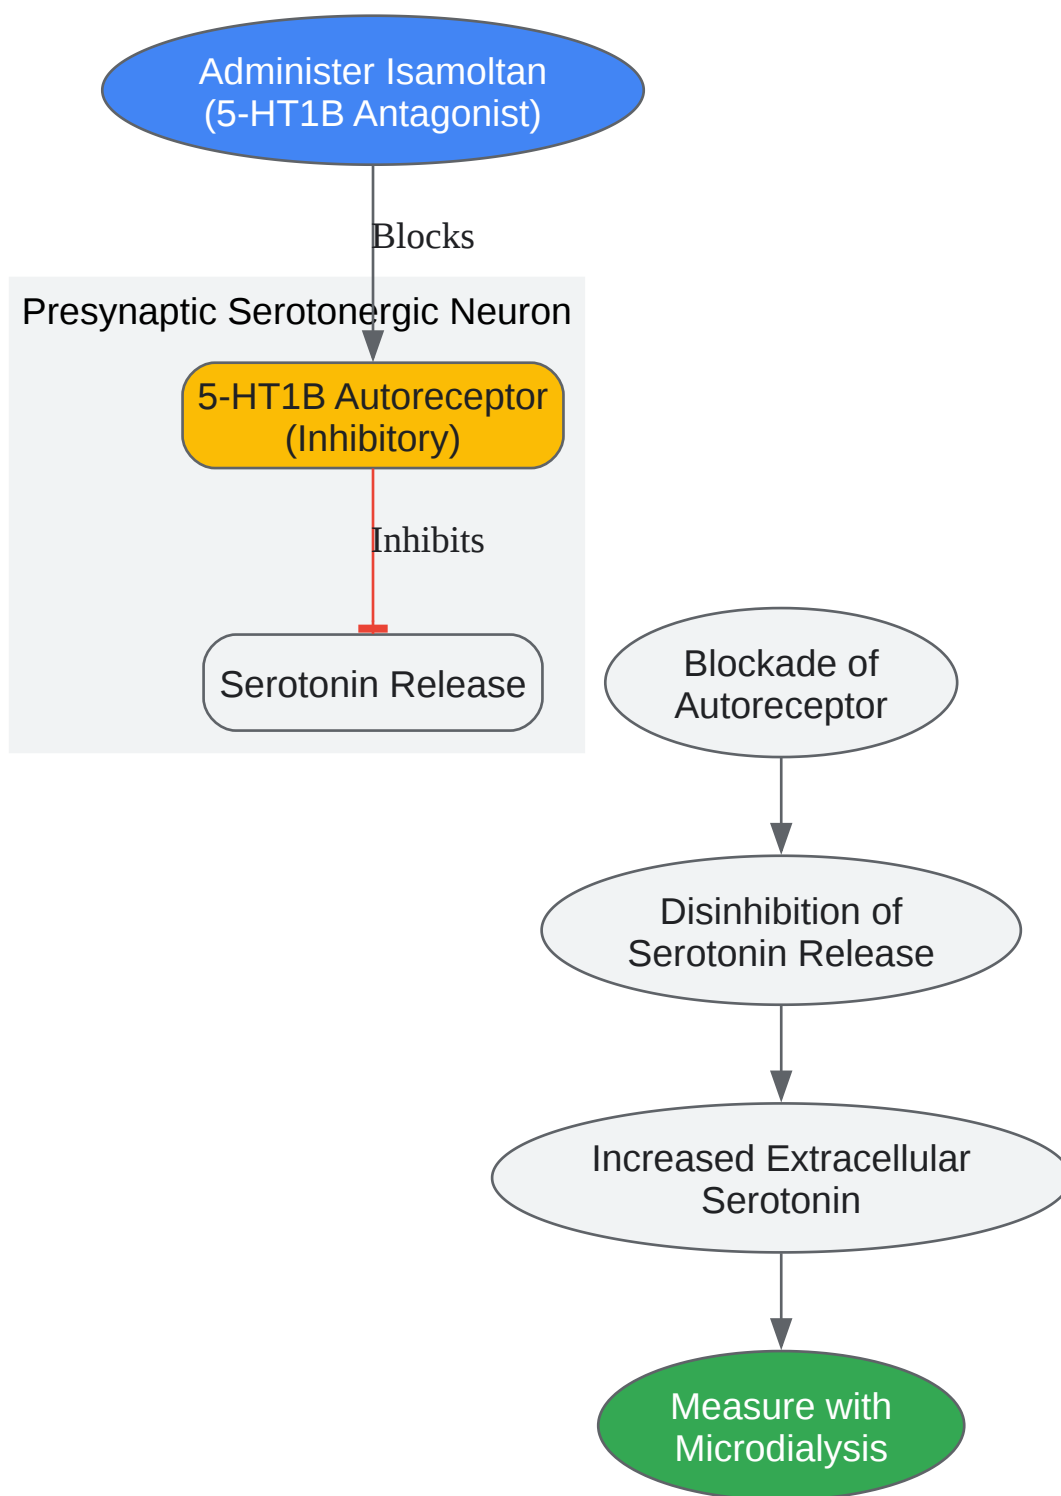 Administer Isamoltan
(5-HT1B Antagonist)
Blocks
Presynaptic Serotonergic Neuron
5-HT1B Autoreceptor
(Inhibitory)
Inhibits
Serotonin Release
Blockade of
Autoreceptor
Disinhibition of
Serotonin Release
Increased Extracellular
Serotonin
Measure with
Microdialysis